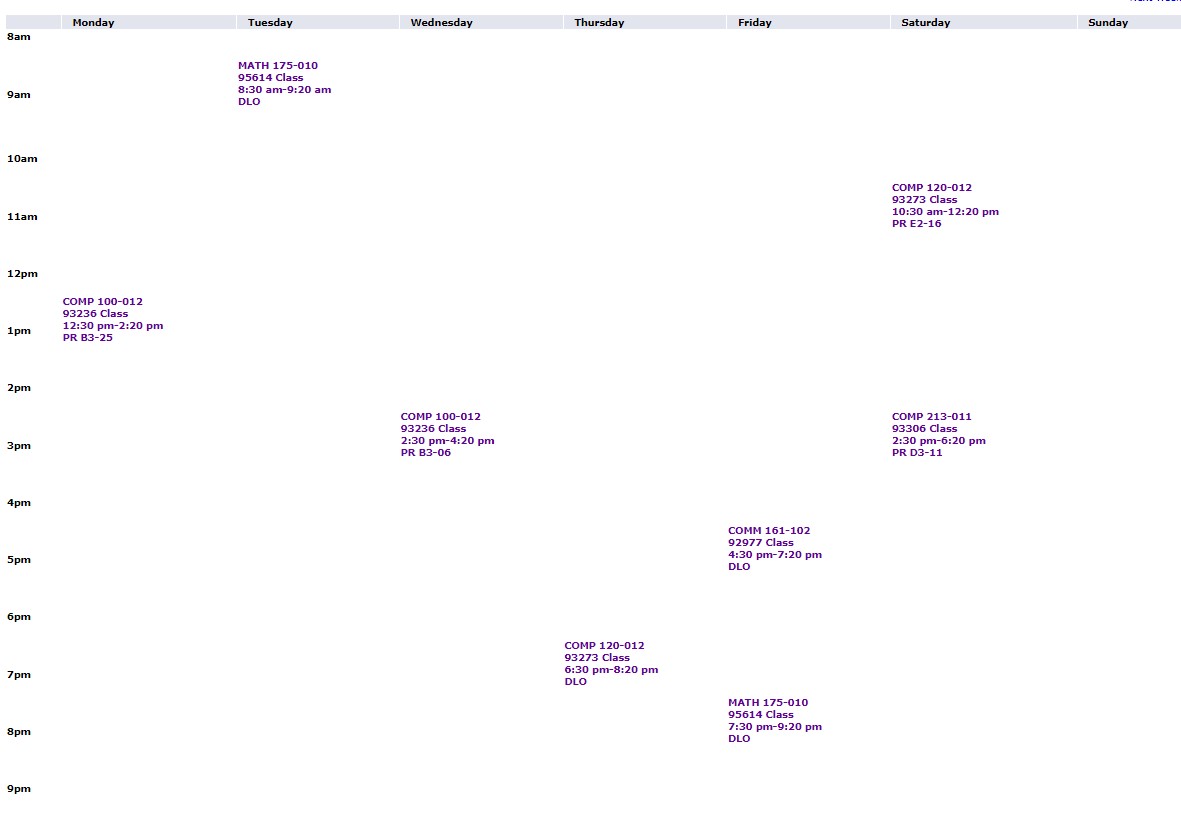 Monday Tuesday Wednesday Thursday Friday Saturday Sunday
8am
MATH 175-010
95614 Class
8:30 am-9:20 am
DLO
9am
10am
COMP 120-012
93273 Class
10:30 am-12:20 pm
PR E2-16
11am
12pm
COMP 100-012
93236 Class
12:30 pm-2:20 pm
PR B3-25
1pm
2pm
COMP 100-012
93236 Class
2:30 pm-4:20 pm
PR B3-06
COMP 213-011
93306 Class
2:30 pm-6:20 pm
PR D3-11
3pm
4pm
COMM 161-102
92977 Class
4:30 pm-7:20 pm
DLO
5pm
6pm
COMP 120-012
93273 Class
6:30 pm-8:20 pm
DLO
7pm
MATH 175-010
95614 Class
7:30 pm-9:20 pm
DLO
8pm
9pm